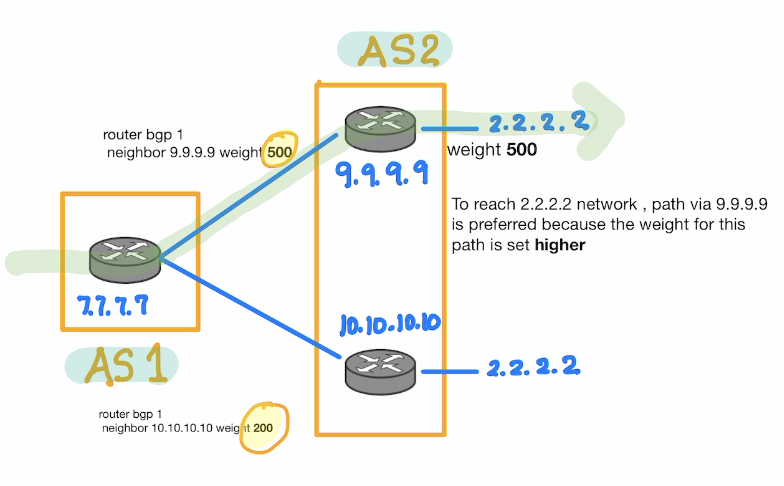 AS2
router bgp 1
neighbor 9.9.9.9 weight 500
2.2.2.2
weight 500
9.9.9.9
To reach 2.2.2.2 network , path via 9.9.9.9
is preferred because the weight for this
path is set higher
7.7.7.7
10.10.10.10
AS1
2.2.2.2
router bgp 1
neighbor 10.10.10.10 weight 200